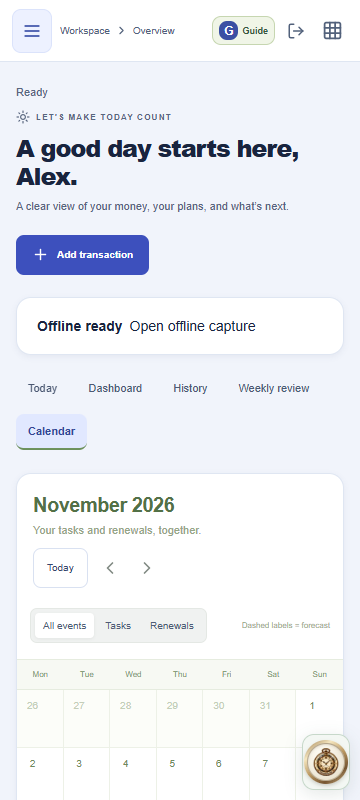 Workspace > Overview
G Guide
Ready
LET'S MAKE TODAY COUNT
A good day starts here,
Alex.
A clear view of your money, your plans, and what's next.
Add transaction
Offline ready Open offline capture
Today Dashboard History Weekly review
Calendar
November 2026
Your tasks and renewals, together.
Today
All events Tasks Renewals Dashed labels = forecast
Mon Tue Wed Thu Fri Sat Sun
26 27 28 29 30 31 1
2 3 4 5 6 7